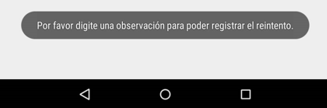 Por favor digite una observación para poder registrar el reintento.